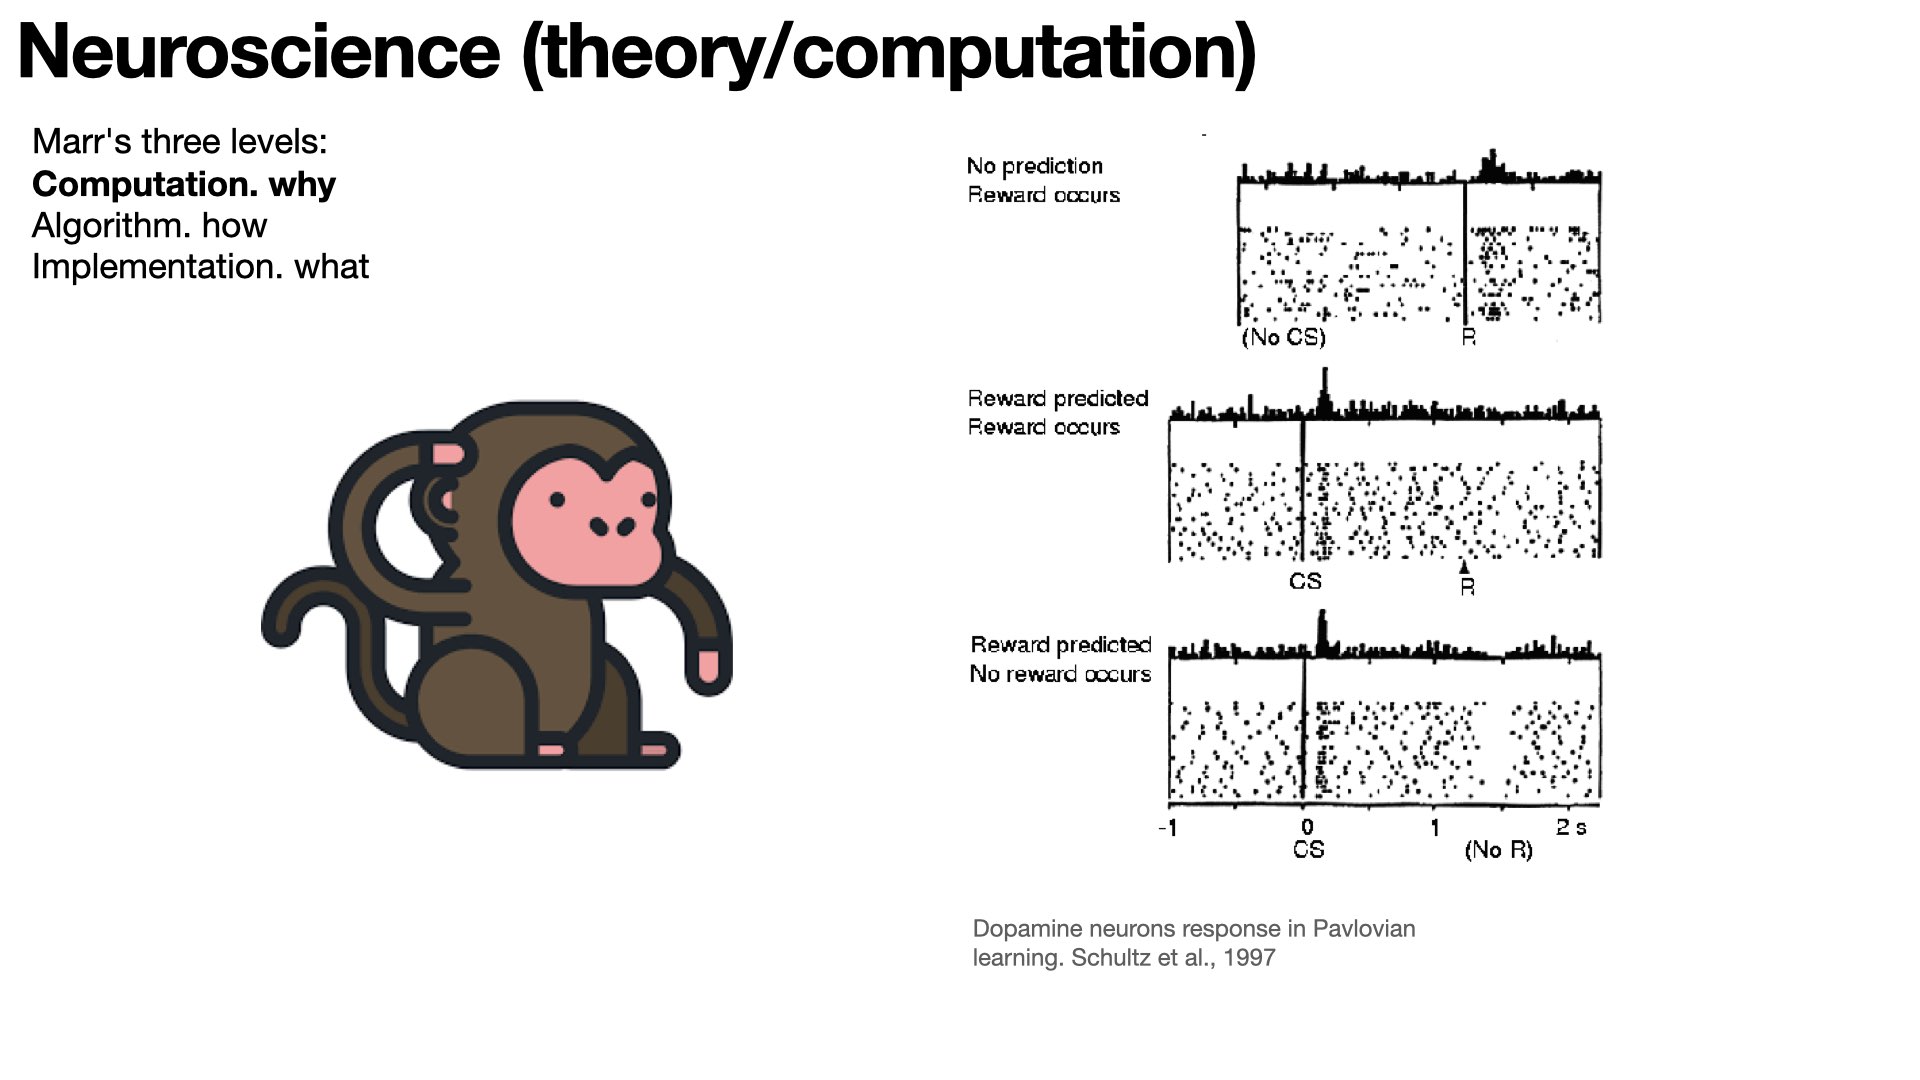 Neuroscience (theory/computation)
Marr's three levels:
Computation. why
Algorithm. how
Implementation. what
No prediction
Reward occurs
(No CS)
R
Reward predicted
Reward occurs
CS
R
Reward predicted
No reward occurs
-1
0
1
2 s
CS
(No R)
Dopamine neurons response in Pavlovian
learning. Schultz et al., 1997